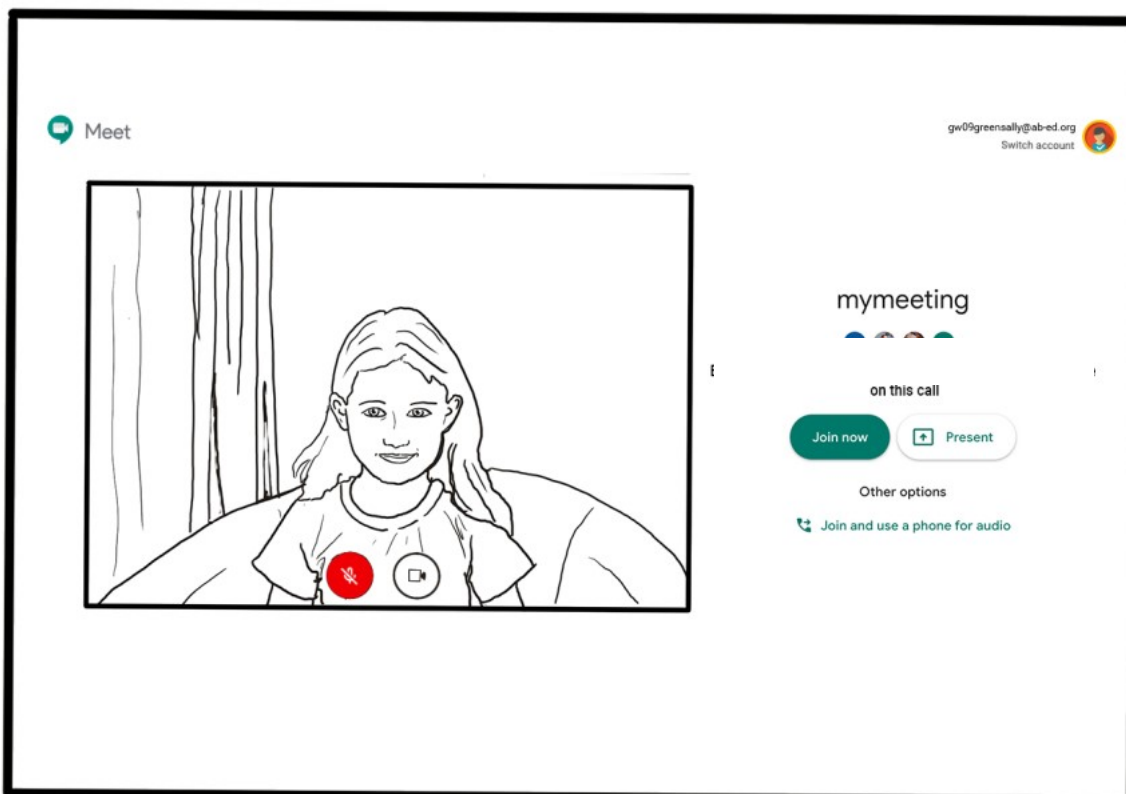 Meet
gw09greensally@ab-ed.org
Switch account
mymeeting
on this call
Join now
Present
Other options
Join and use a phone for audio